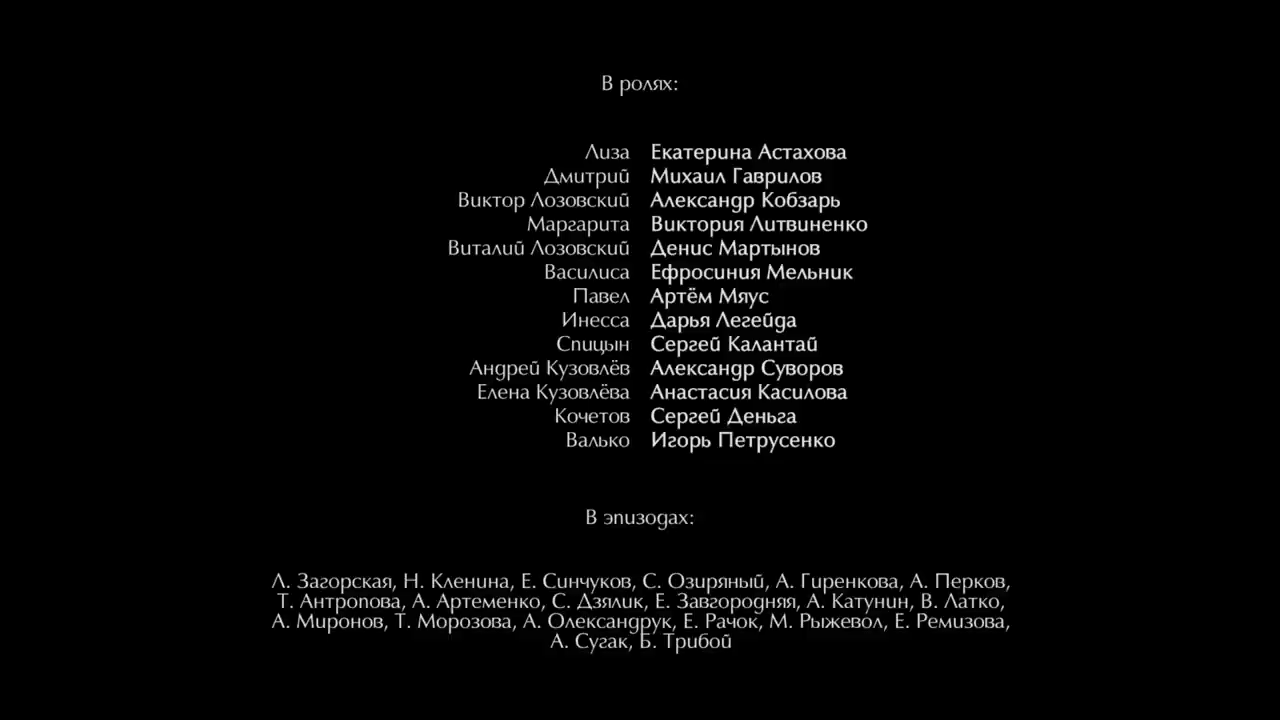 В ролях:
Лиза Екатерина Астахова
Дмитрий Михаил Гаврилов
Виктор Лозовский Александр Кобзарь
Маргарита Виктория Литвиненко
Виталий Лозовский Денис Мартынов
Василиса Ефросиния Мельник
Павел Артём Мяус
Инесса Дарья Легейда
Спицын Сергей Калантай
Андрей Кузовлёв Александр Суворов
Елена Кузовлёва Анастасия Касилова
Кочетов Сергей Деньга
Валько Игорь Петрусенко
В эпизодах:
Л. Загорская, Н. Кленина, Е. Синчуков, С. Озиряный, А. Гиренкова, А. Перков,
Т. Антропова, А. Артеменко, С. Дзялик, Е. Завгородняя, А. Катунин, В. Латко,
А. Миронов, Т. Морозова, А. Олександрук, Е. Рачок, М. Рыжевол, Е. Ремизова,
А. Сугак, Б. Трибой